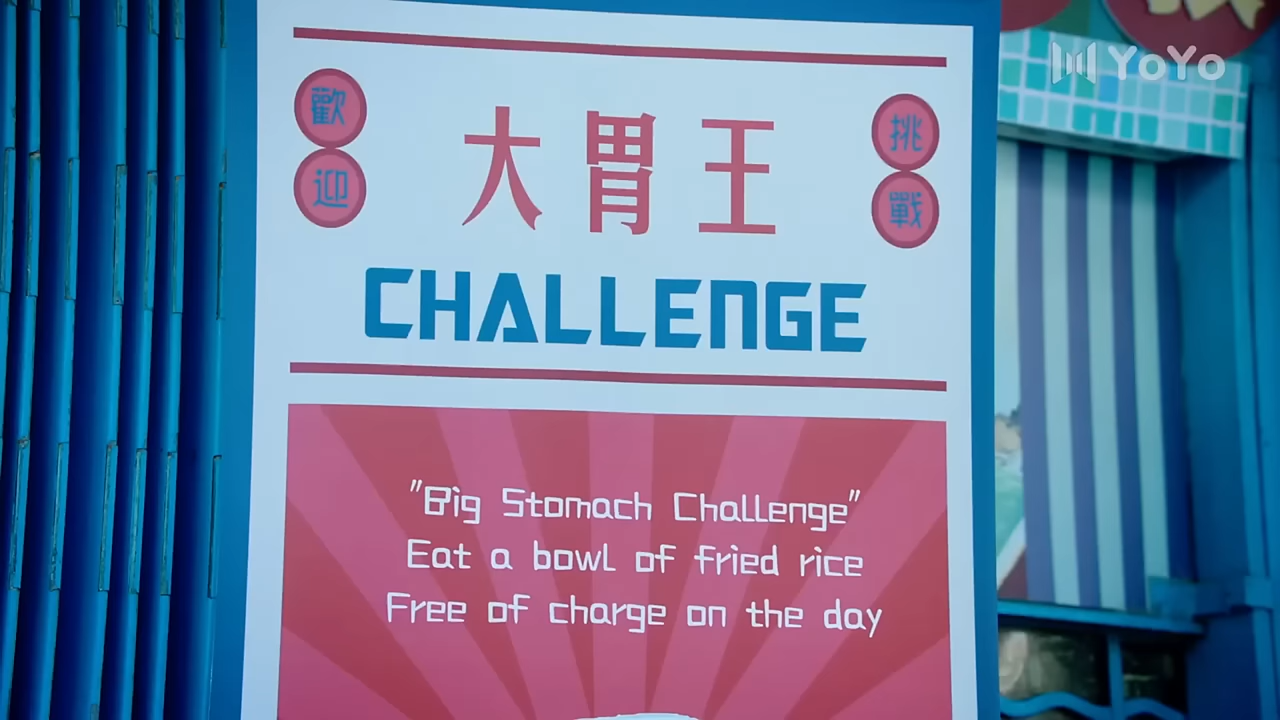 歡迎
大胃王
挑戰
CHALLENGE
"Big Stomach Challenge"
Eat a bowl of fried rice
Free of charge on the day
YoYo